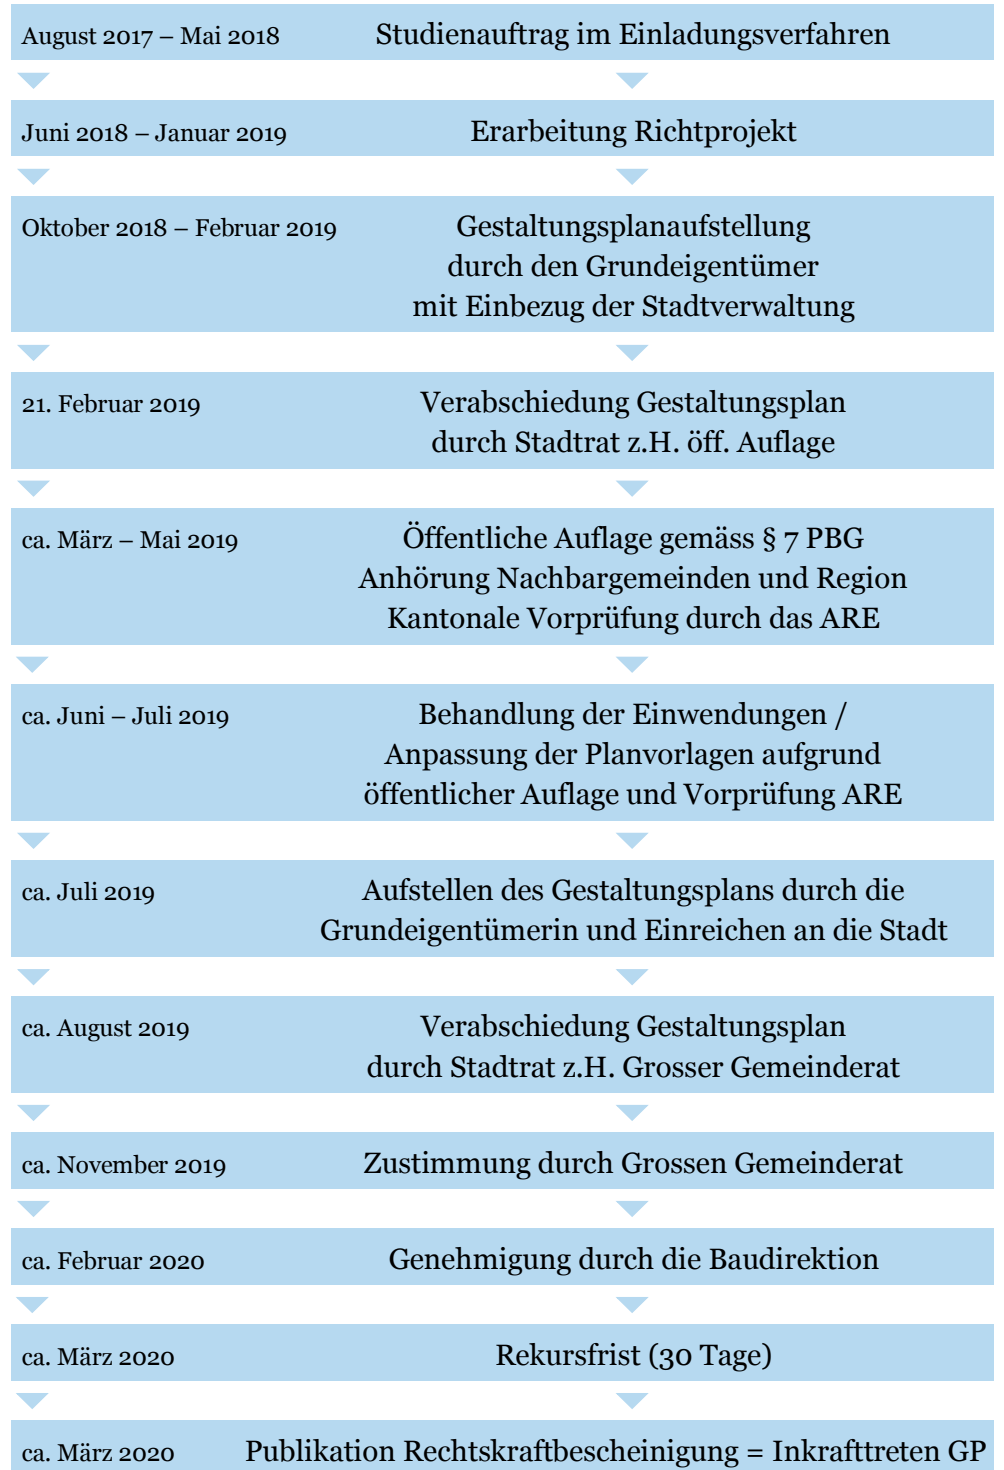 August 2017 – Mai 2018 Studienauftrag im Einladungsverfahren
Juni 2018 – Januar 2019 Erarbeitung Richtprojekt
Oktober 2018 – Februar 2019 Gestaltungsplanaufstellung
durch den Grundeigentümer
mit Einbezug der Stadtverwaltung
21. Februar 2019 Verabschiedung Gestaltungsplan
durch Stadtrat z.H. öff. Auflage
ca. März – Mai 2019 Öffentliche Auflage gemäss § 7 PBG
Anhörung Nachbargemeinden und Region
Kantonale Vorprüfung durch das ARE
ca. Juni – Juli 2019 Behandlung der Einwendungen /
Anpassung der Planvorlagen aufgrund
öffentlicher Auflage und Vorprüfung ARE
ca. Juli 2019 Aufstellen des Gestaltungsplans durch die
Grundeigentümerin und Einreichen an die Stadt
ca. August 2019 Verabschiedung Gestaltungsplan
durch Stadtrat z.H. Grosser Gemeinderat
ca. November 2019 Zustimmung durch Grossen Gemeinderat
ca. Februar 2020 Genehmigung durch die Baudirektion
ca. März 2020 Rekursfrist (30 Tage)
ca. März 2020 Publikation Rechtskraftbescheinigung = Inkrafttreten GP